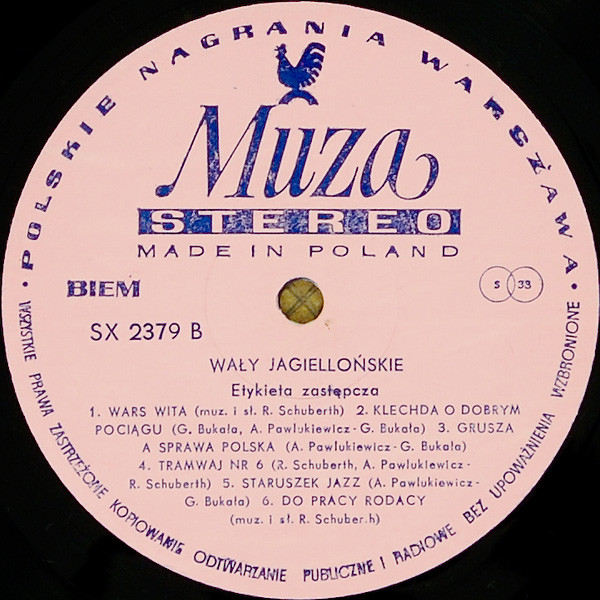 • POLSKIE NAGRANIA WARSZAWA •
Muza
STEREO
MADE IN POLAND
BIEM
S 33
SX 2379 B
WAŁY JAGIELLOŃSKIE
Etykieta zastępcza
1. WARS WITA (muz. i sł. R. Schuberth) 2. KLECHDA O DOBRYM
POCIĄGU (G. Bukała, A. Pawlukiewicz - G. Bukała) 3. GRUSZA
A SPRAWA POLSKA (A. Pawlukiewicz - G. Bukała)
4. TRAMWAJ NR 6 (R. Schuberth, A. Pawlukiewicz -
R. Schuberth) 5. STARUSZEK JAZZ (A. Pawlukiewicz -
G. Bukała) 6. DO PRACY RODACY
(muz. i sł. R. Schuber.h)
WSZYSTKIE PRAWA ZASTRZEŻONE KOPIOWANIE ODTWARZANIE PUBLICZNE I RADIOWE BEZ UPOWAŻNIENIA WZBRONIONE